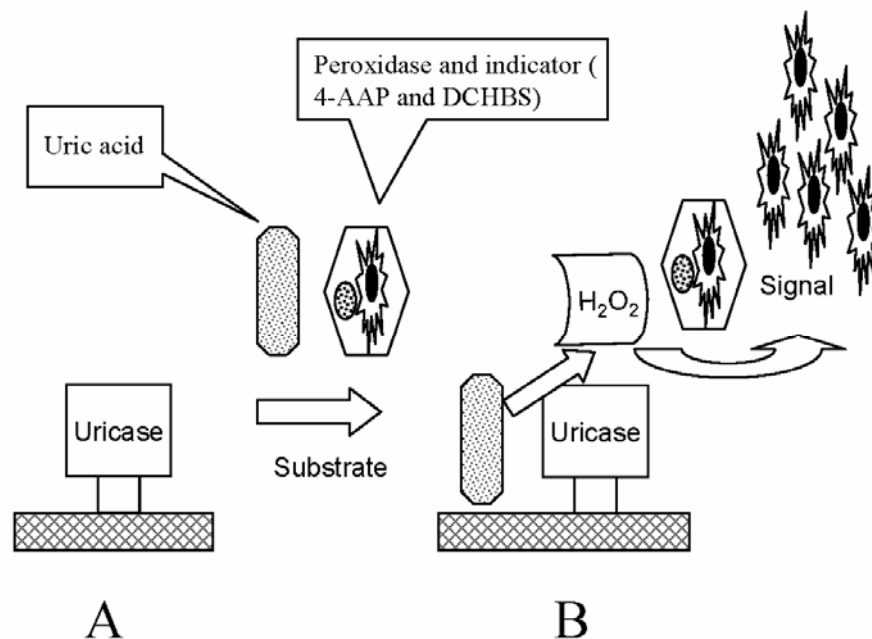 Peroxidase and indicator (
4-AAP and DCHBS)
Uric acid
H₂O₂
Signal
Uricase
Substrate
Uricase
A
B